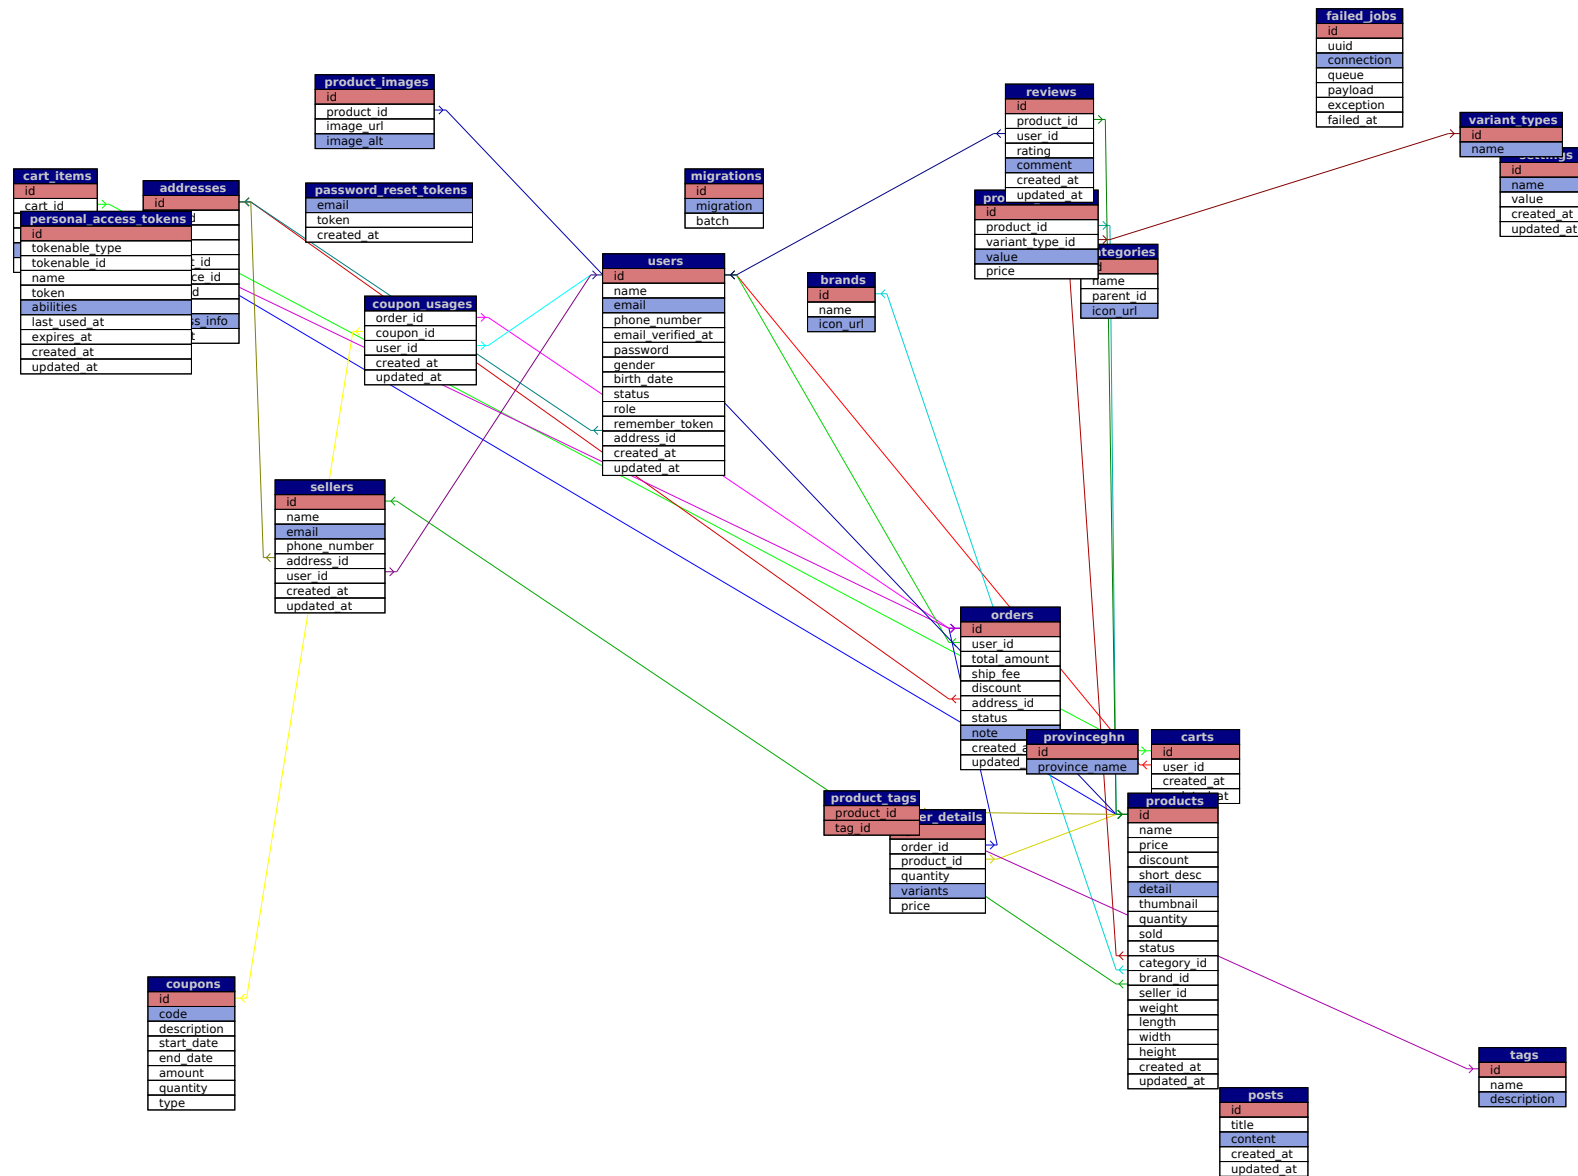 failed_jobs
id
uuid
connection
queue
payload
exception
failed_at
product_images
id
product_id
image_url
image_alt
reviews
id
product_id
user_id
rating
comment
created_at
updated_at
variant_types
id
name
settings
id
name
value
created_at
updated_at
cart_items
id
cart_id
addresses
id
personal_access_tokens
id
tokenable_type
tokenable_id
name
token
abilities
last_used_at
expires_at
created_at
updated_at
password_reset_tokens
email
token
created_at
migrations
id
migration
batch
id
product_id
variant_type_id
value
price
name
parent_id
icon_url
users
id
name
email
phone_number
email_verified_at
password
gender
birth_date
status
role
remember_token
address_id
created_at
updated_at
brands
id
name
icon_url
coupon_usages
order_id
coupon_id
user_id
created_at
updated_at
sellers
id
name
email
phone_number
address_id
user_id
created_at
updated_at
orders
id
user_id
total_amount
ship_fee
discount
address_id
status
note
provinceghn
id
province_name
carts
id
user_id
created_at
products
id
name
price
discount
short_desc
detail
thumbnail
quantity
sold
status
category_id
brand_id
seller_id
weight
length
width
height
created_at
updated_at
product_tags
product_id
tag_id
er_details
order_id
product_id
quantity
variants
price
coupons
id
code
description
start_date
end_date
amount
quantity
type
tags
id
name
description
posts
id
title
content
created_at
updated_at